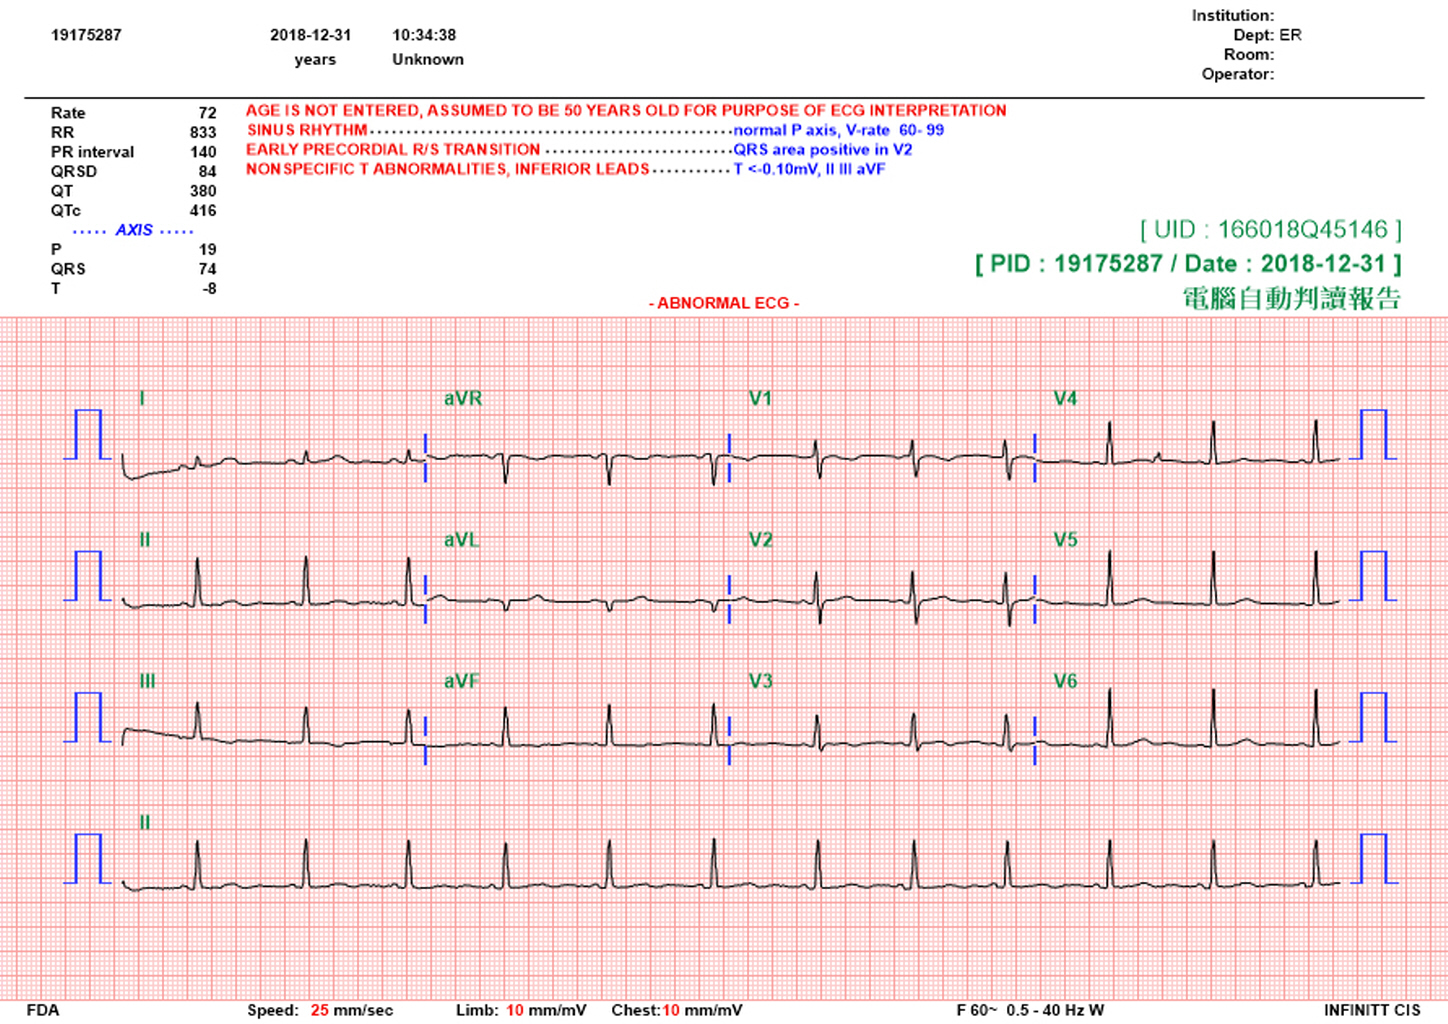 19175287 2018-12-31 10:34:38
years Unknown
Institution:
Dept: ER
Room:
Operator:
Rate 72
RR 833
PR interval 140
QRSD 84
QT 380
QTc 416
····· AXIS ·····
P 19
QRS 74
T -8
AGE IS NOT ENTERED, ASSUMED TO BE 50 YEARS OLD FOR PURPOSE OF ECG INTERPRETATION
SINUS RHYTHM..................................................normal P axis, V-rate 60- 99
EARLY PRECORDIAL R/S TRANSITION..........................QRS area positive in V2
NONSPECIFIC T ABNORMALITIES, INFERIOR LEADS...........T <-0.10mV, II III aVF
[ UID : 166018Q45146 ]
[ PID : 19175287 / Date : 2018-12-31 ]
電腦自動判讀報告
- ABNORMAL ECG -
I aVR V1 V4
II aVL V2 V5
III aVF V3 V6
II
FDA Speed: 25 mm/sec Limb: 10 mm/mV Chest:10 mm/mV F 60~ 0.5 - 40 Hz W INFINITT CIS